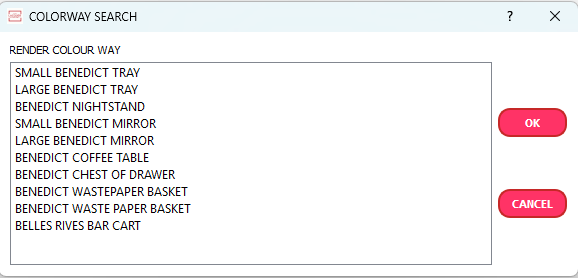 COLORWAY SEARCH
RENDER COLOUR WAY
SMALL BENEDICT TRAY
LARGE BENEDICT TRAY
BENEDICT NIGHTSTAND
SMALL BENEDICT MIRROR
LARGE BENEDICT MIRROR
BENEDICT COFFEE TABLE
BENEDICT CHEST OF DRAWER
BENEDICT WASTEPAPER BASKET
BENEDICT WASTE PAPER BASKET
BELLES RIVES BAR CART
OK
CANCEL